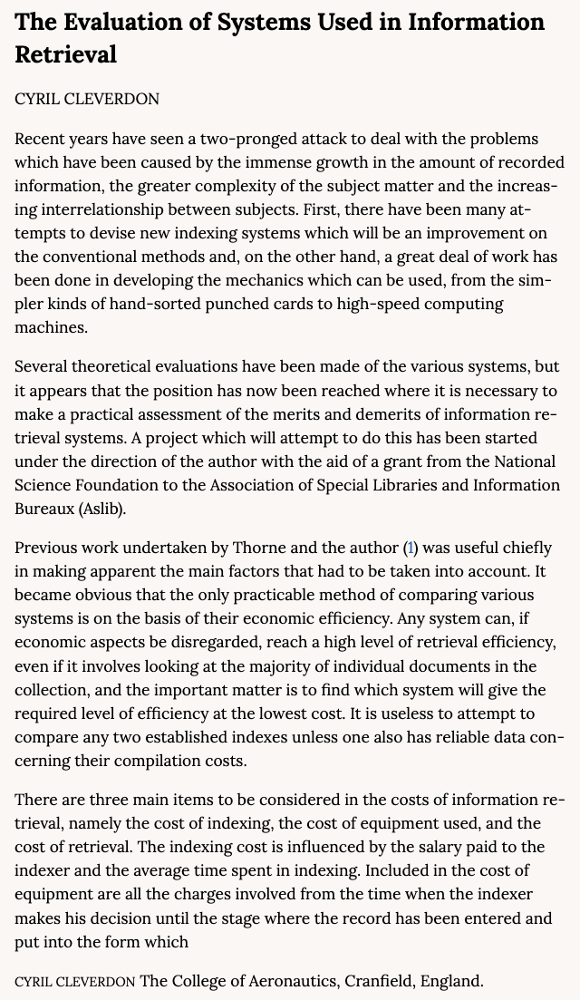 The Evaluation of Systems Used in Information
Retrieval
CYRIL CLEVERDON
Recent years have seen a two-pronged attack to deal with the problems
which have been caused by the immense growth in the amount of recorded
information, the greater complexity of the subject matter and the increas-
ing interrelationship between subjects. First, there have been many at-
tempts to devise new indexing systems which will be an improvement on
the conventional methods and, on the other hand, a great deal of work has
been done in developing the mechanics which can be used, from the sim-
pler kinds of hand-sorted punched cards to high-speed computing
machines.
Several theoretical evaluations have been made of the various systems, but
it appears that the position has now been reached where it is necessary to
make a practical assessment of the merits and demerits of information re-
trieval systems. A project which will attempt to do this has been started
under the direction of the author with the aid of a grant from the National
Science Foundation to the Association of Special Libraries and Information
Bureaux (Aslib).
Previous work undertaken by Thorne and the author (1) was useful chiefly
in making apparent the main factors that had to be taken into account. It
became obvious that the only practicable method of comparing various
systems is on the basis of their economic efficiency. Any system can, if
economic aspects be disregarded, reach a high level of retrieval efficiency,
even if it involves looking at the majority of individual documents in the
collection, and the important matter is to find which system will give the
required level of efficiency at the lowest cost. It is useless to attempt to
compare any two established indexes unless one also has reliable data con-
cerning their compilation costs.
There are three main items to be considered in the costs of information re-
trieval, namely the cost of indexing, the cost of equipment used, and the
cost of retrieval. The indexing cost is influenced by the salary paid to the
indexer and the average time spent in indexing. Included in the cost of
equipment are all the charges involved from the time when the indexer
makes his decision until the stage where the record has been entered and
put into the form which
CYRIL CLEVERDON The College of Aeronautics, Cranfield, England.